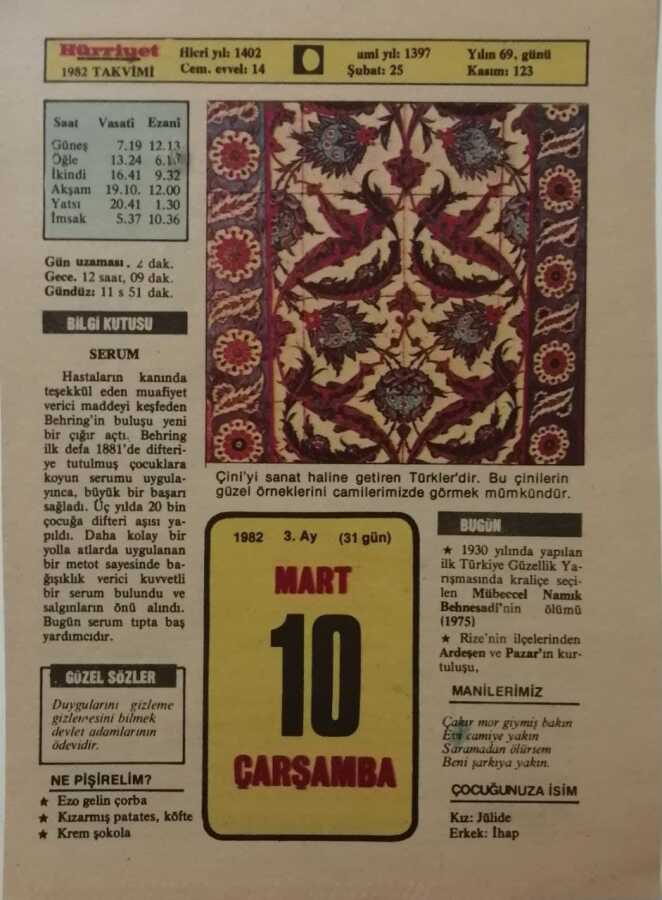 Hürriyet
1982 TAKVİMİ
Hicri yıl: 1402
Cem. evvel: 14
umi yıl: 1397
Şubat: 25
Yılın 69. günü
Kasım: 123
Saat Vasati Ezani
Güneş 7.19 12.13
Öğle 13.24
İkindi 16.41 9.32
Akşam 19.10. 12.00
Yatsı 20.41 1.30
İmsak 5.37 10.36
Gün uzaması. 2 dak.
Gece. 12 saat, 09 dak.
Gündüz: 11 s 51 dak.
BİLGİ KUTUSU
SERUM
Hastaların kanında
teşekkül eden muafiyet
verici maddeyi keşfeden
Behring'in buluşu yeni
bir çığır açtı. Behring
ilk defa 1881'de difteri-
ye tutulmuş çocuklara
koyun serumu uygula-
yınca, büyük bir başarı
sağladı. Üç yılda 20 bin
çocuğa difteri aşısı ya-
pıldı. Daha kolay bir
yolla atlarda uygulanan
bir metot sayesinde ba-
ğışıklık verici kuvvetli
bir serum bulundu ve
salgınların önü alındı.
Bugün serum tıpta baş
yardımcıdır.
GÜZEL SÖZLER
Duygularını gizleme
gizlemesini bilmek
devlet adamlarının
ödevidir.
NE PİŞİRELİM?
★ Ezo gelin çorba
★ Kızarmış patates, köfte
★ Krem şokola
Çini'yi sanat haline getiren Türkler'dir. Bu çinilerin
güzel örneklerini camilerimizde görmek mümkündür.
1982 3. Ay (31 gün)
MART
10
ÇARŞAMBA
BUGÜN
★ 1930 yılında yapılan
ilk Türkiye Güzellik Ya-
rışmasında kraliçe seçi-
len Mübeccel Namık
Behnesadi'nin ölümü
(1975)
★ Rize'nin ilçelerinden
Ardeşen ve Pazar'ın kur-
tuluşu,
MANİLERİMİZ
Çakır mor giymiş bakın
Evi camiye yakın
Saramadan ölürsem
Beni şarkıya yakın.
ÇOCUĞUNUZA İSİM
Kız: Jülide
Erkek: İhap